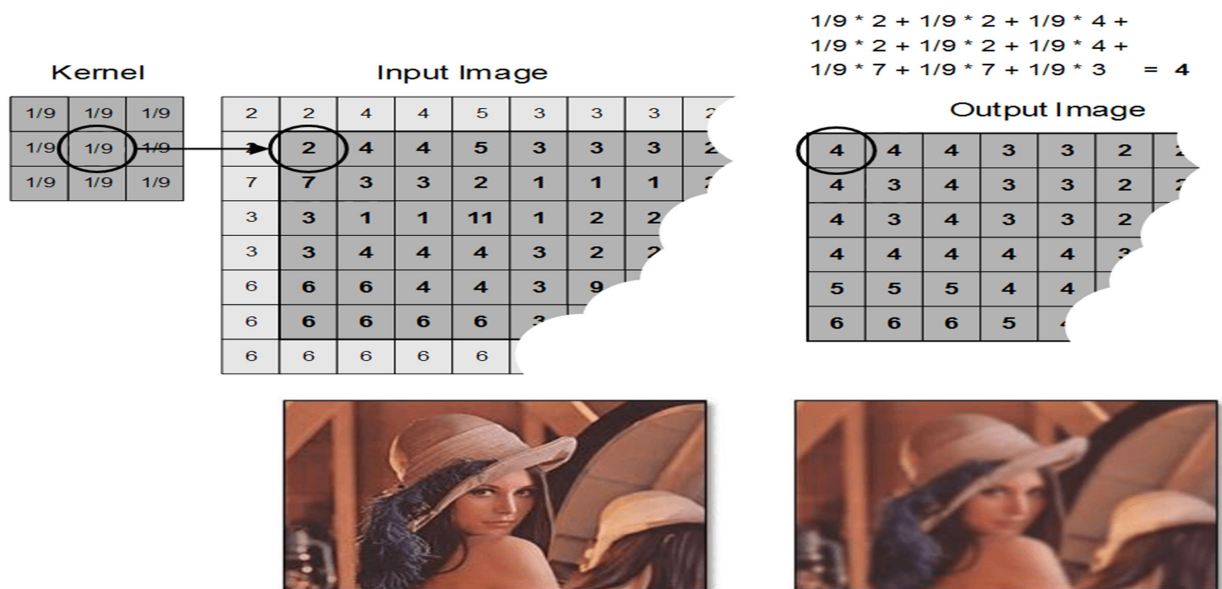 1/9 * 2 + 1/9 * 2 + 1/9 * 4 +
1/9 * 2 + 1/9 * 2 + 1/9 * 4 +
1/9 * 7 + 1/9 * 7 + 1/9 * 3 = 4
Kernel
1/9 1/9 1/9
1/9 1/9 1/9
1/9 1/9 1/9
Input Image
2 2 4 4 5 3 3 3 2
2 4 4 5 3 3 3 2
7 7 3 3 2 1 1 1
3 3 1 1 11 1 2 2
3 3 4 4 4 3 2 2
6 6 6 4 4 3 9
6 6 6 6 6 3
6 6 6 6 6
Output Image
4 4 4 3 3 2 2
4 3 4 3 3 2 2
4 3 4 3 3 2
4 4 4 4 4 3
5 5 5 4 4
6 6 6 5